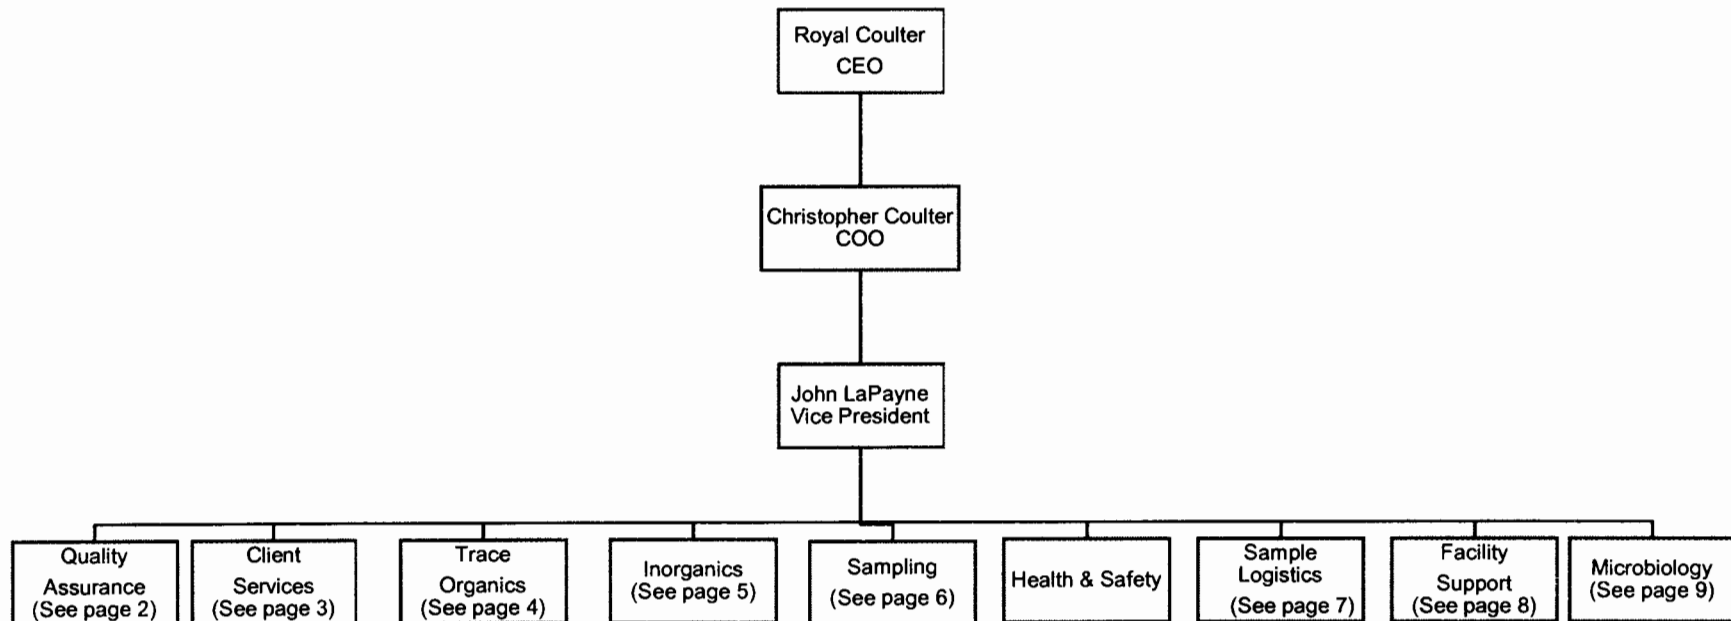 Royal Coulter
CEO
Christopher Coulter
COO
John LaPayne
Vice President
Quality
Assurance
(See page 2)
Client
Services
(See page 3)
Trace
Organics
(See page 4)
Inorganics
(See page 5)
Sampling
(See page 6)
Health & Safety
Sample
Logistics
(See page 7)
Facility
Support
(See page 8)
Microbiology
(See page 9)